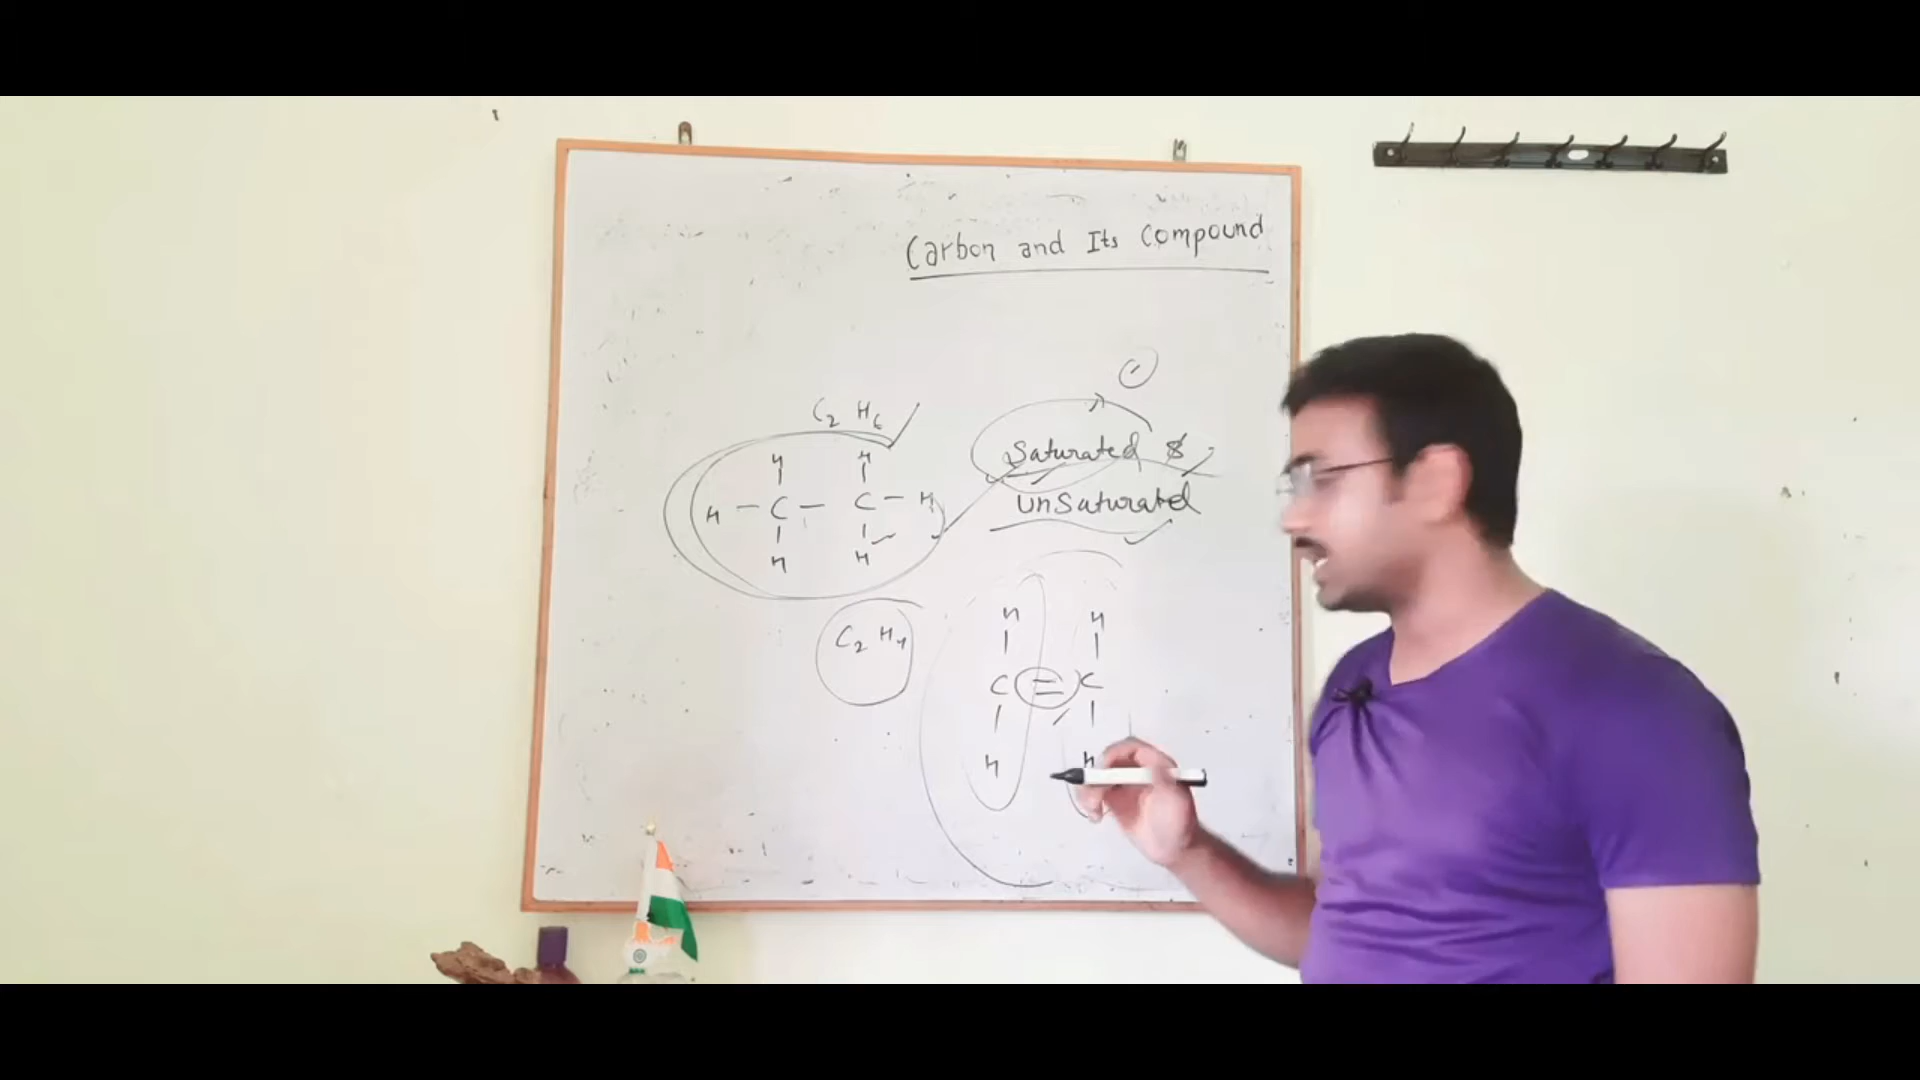 Carbon and Its Compound
C2 H6
H H
H - C - C - H
H H
Saturated &
UnSaturated
C2 H4
H H
C = C
H H